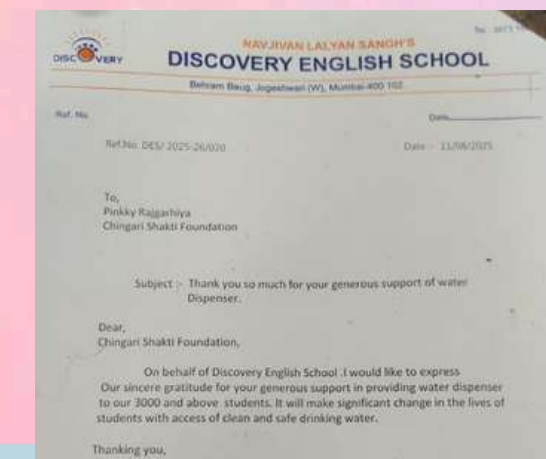 DISCOVERY
NAVJIVAN LALYAN SANGH'S
DISCOVERY ENGLISH SCHOOL
Behram Baug, Jogeshwari (W), Mumbai-400 102
Ref. No
Date
Ref.No: DES/ 2025-26/020
Date :- 11/06/2025
To,
Pinkky Rajgarhiya
Chingari Shakti Foundation
Subject :- Thank you so much for your generous support of water
Dispenser.
Dear,
Chingari Shakti Foundation,
On behalf of Discovery English School .I would like to express
Our sincere gratitude for your generous support in providing water dispenser
to our 3000 and above students. It will make significant change in the lives of
students with access of clean and safe drinking water.
Thanking you,